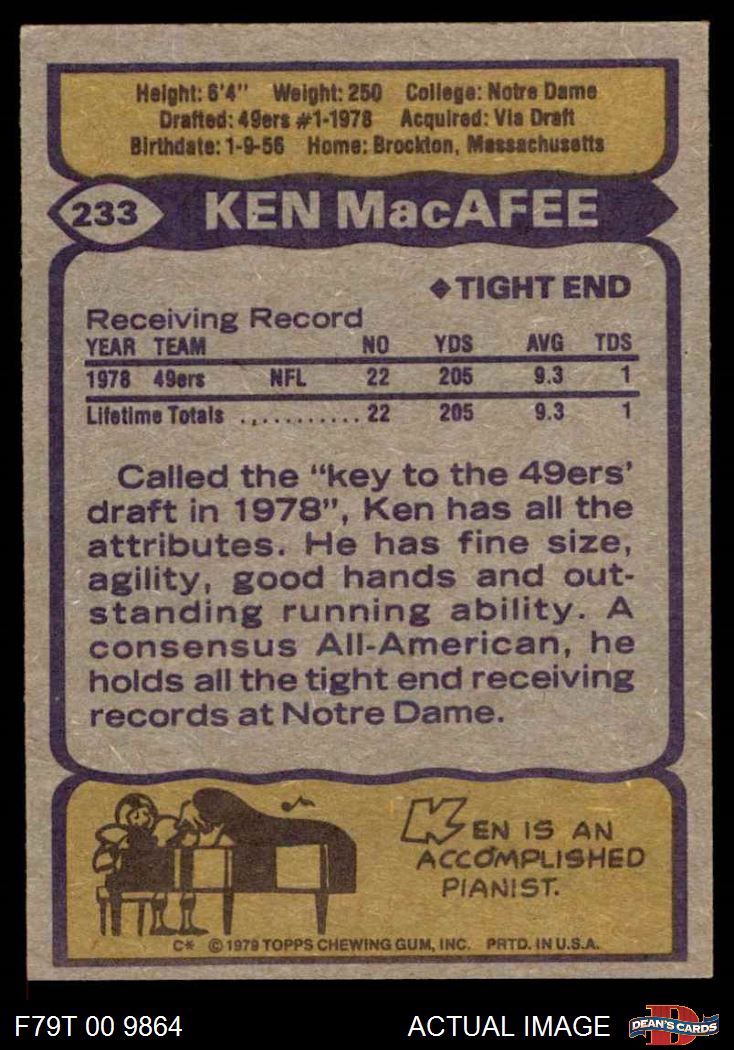 Height: 6'4" Weight: 250 College: Notre Dame
Drafted: 49ers #1-1978 Acquired: Via Draft
Birthdate: 1-9-56 Home: Brockton, Massachusetts
233 KEN MacAFEE
◆TIGHT END
Receiving Record
YEAR TEAM NO YDS AVG TDS
1978 49ers NFL 22 205 9.3 1
Lifetime Totals ............ 22 205 9.3 1
Called the "key to the 49ers'
draft in 1978", Ken has all the
attributes. He has fine size,
agility, good hands and out-
standing running ability. A
consensus All-American, he
holds all the tight end receiving
records at Notre Dame.
KEN IS AN
ACCOMPLISHED
PIANIST.
C* © 1979 TOPPS CHEWING GUM, INC. PRTD. IN U.S.A.
F79T 00 9864 ACTUAL IMAGE D DEAN'S CARDS